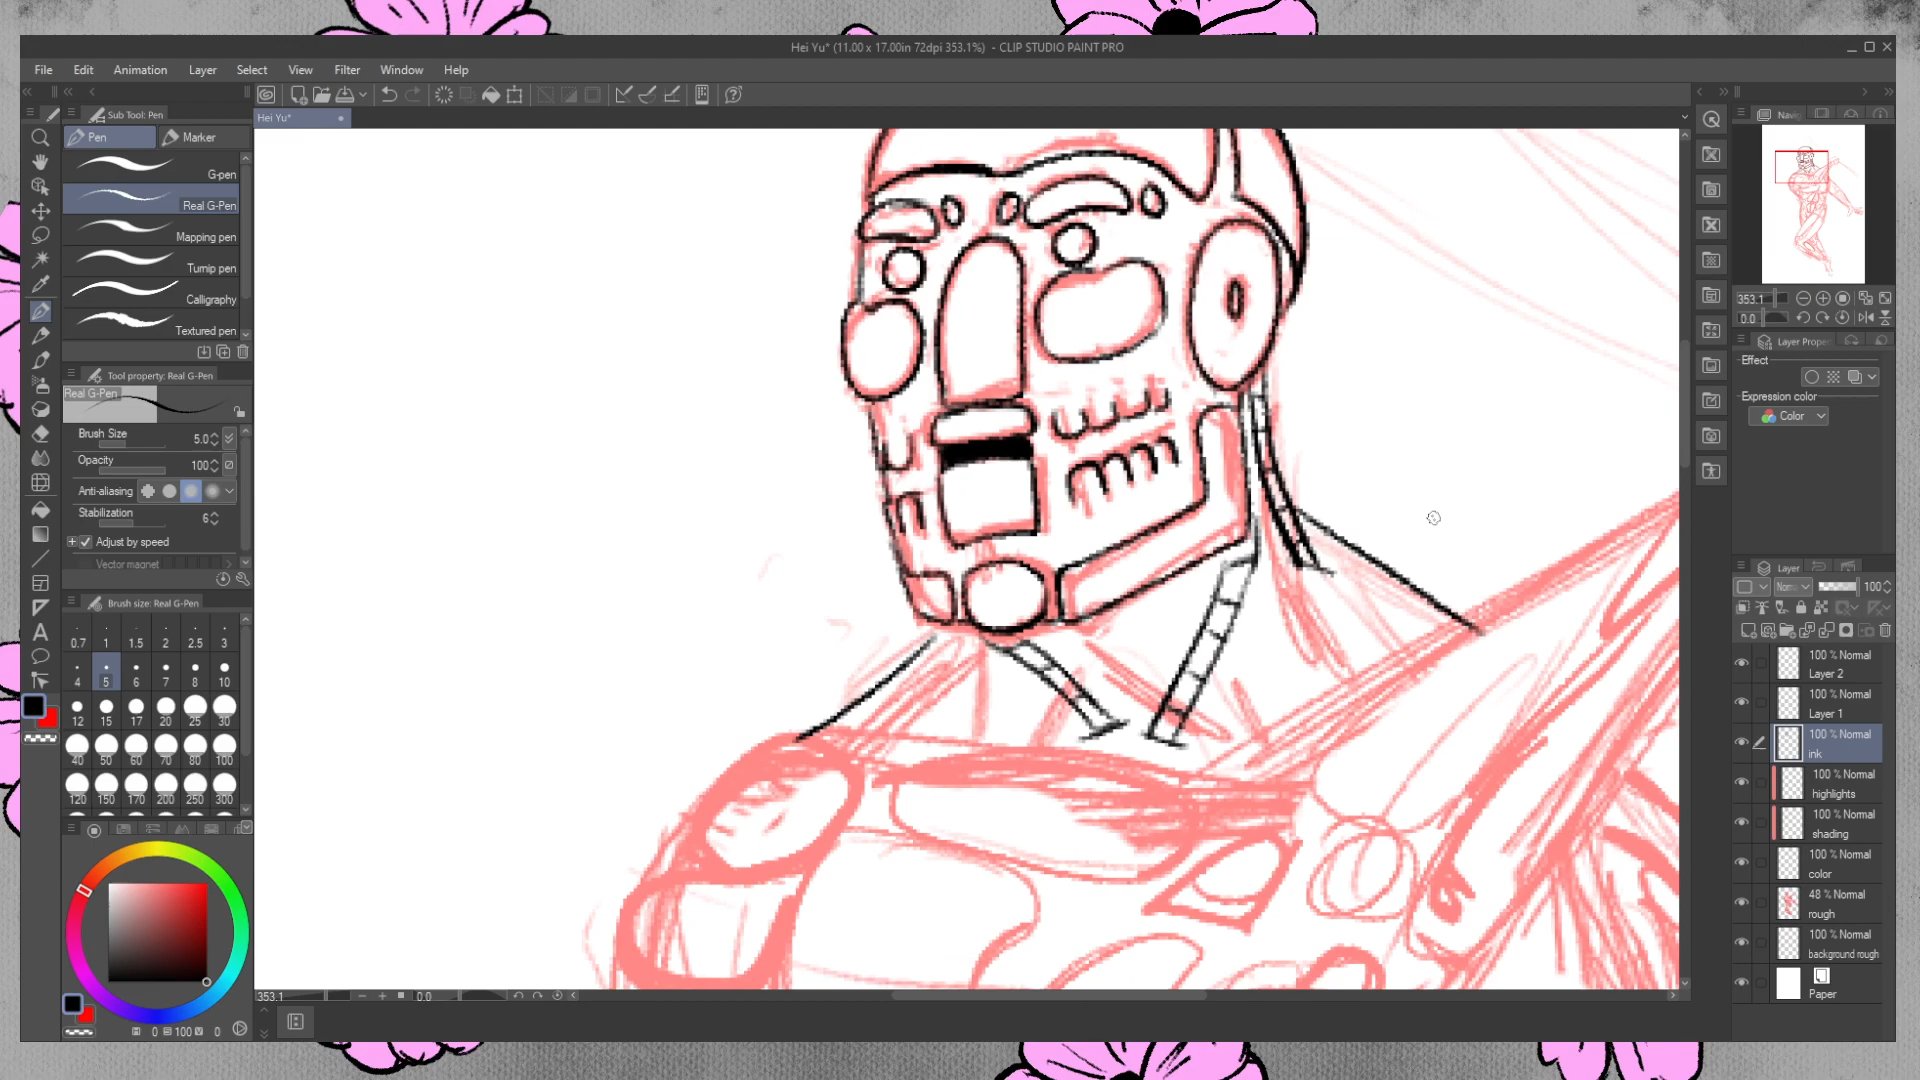 Hei Yu* (11.00 x 17.00in 72dpi 353.1%) - CLIP STUDIO PAINT PRO
File Edit Animation Layer Select View Filter Window Help
Sub Tool: Pen
Hei Yu*
Pen Marker
G-pen
Real G-Pen
Mapping pen
Turnip pen
Calligraphy
Textured pen
Tool property: Real G-Pen
Real G-Pen
Brush Size 5.0
Opacity 100
Anti-aliasing
Stabilization 6
Adjust by speed
Vector magnet
Brush size: Real G-Pen
0.7 1 1.5 2 2.5 3
4 5 6 7 8 10
12 15 17 20 25 30
40 50 60 70 80 100
120 150 170 200 250 300
0 100 0
353.1 0.0
Navig
353.1
0.0
Layer Proper
Effect
Expression color
Color
Layer
Norm 100
100 % Normal
Layer 2
100 % Normal
Layer 1
100 % Normal
ink
100 % Normal
highlights
100 % Normal
shading
100 % Normal
color
48 % Normal
rough
100 % Normal
background rough
Paper